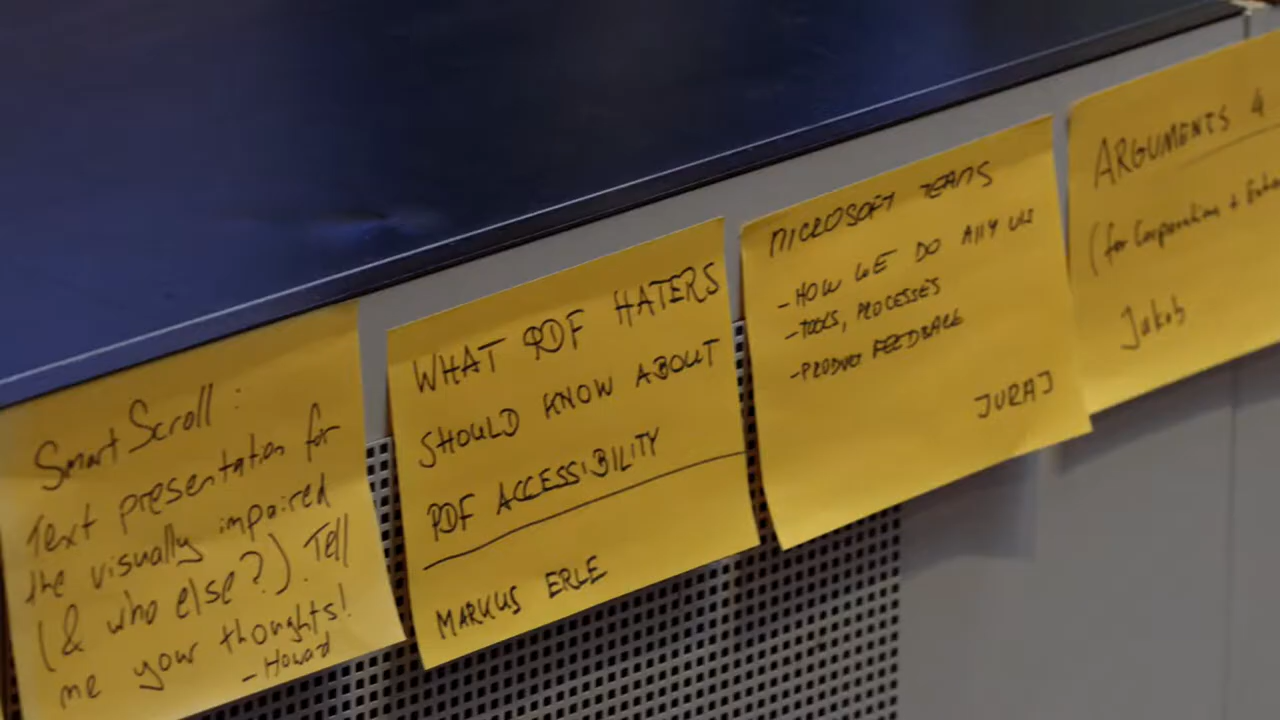 Smart Scroll:
Text presentation for
the visually impaired
(& who else?). Tell
me your thoughts!
-Howard
WHAT PDF HATERS
SHOULD KNOW ABOUT
PDF ACCESSIBILITY
MARKUS ERLE
MICROSOFT TEAMS
-HOW WE DO A11Y
-TOOLS, PROCESSES
-PRODUCT FEEDBACK
JURAJ
ARGUMENTS 4
(for Corporation +
Jakob